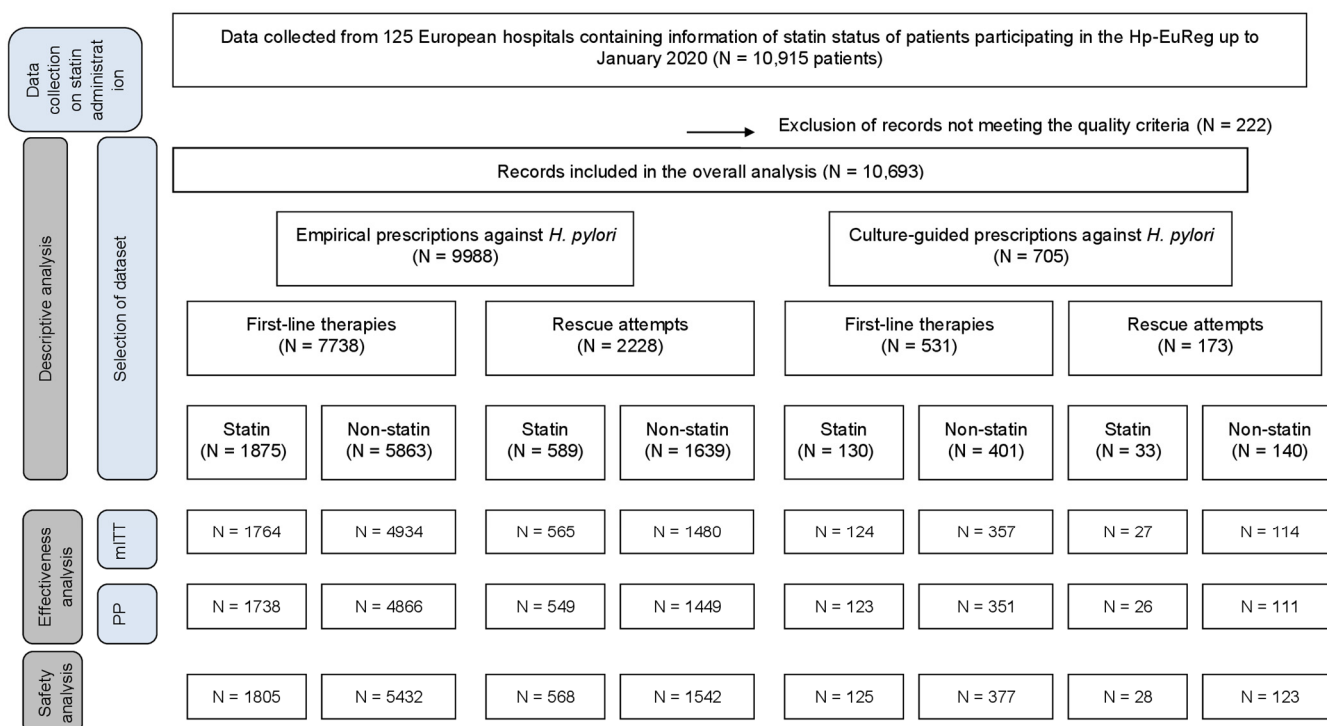 Data collected from 125 European hospitals containing information of statin status of patients participating in the Hp-EuReg up to
January 2020 (N = 10,915 patients)
Data
collection
on statin
administrat
ion
Exclusion of records not meeting the quality criteria (N = 222)
Descriptive analysis
Selection of dataset
Records included in the overall analysis (N = 10,693)
Empirical prescriptions against H. pylori
(N = 9988)
Culture-guided prescriptions against H. pylori
(N = 705)
First-line therapies
(N = 7738)
Rescue attempts
(N = 2228)
First-line therapies
(N = 531)
Rescue attempts
(N = 173)
Statin
(N = 1875)
Non-statin
(N = 5863)
Statin
(N = 589)
Non-statin
(N = 1639)
Statin
(N = 130)
Non-statin
(N = 401)
Statin
(N = 33)
Non-statin
(N = 140)
Effectiveness
analysis
mITT
N = 1764
N = 4934
N = 565
N = 1480
N = 124
N = 357
N = 27
N = 114
PP
N = 1738
N = 4866
N = 549
N = 1449
N = 123
N = 351
N = 26
N = 111
Safety
analysis
N = 1805
N = 5432
N = 568
N = 1542
N = 125
N = 377
N = 28
N = 123